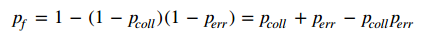 p_f = 1 − (1 − p_coll)(1 − p_err) = p_coll + p_err − p_coll p_err